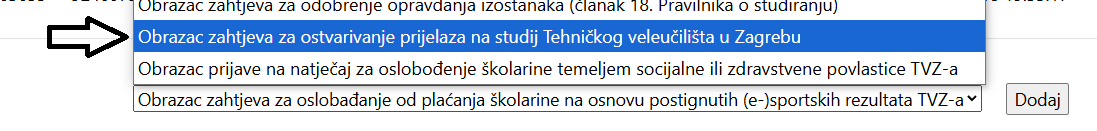 Obrazac zahtjeva za odobrenje opravdanja izostanaka (članak 18. Pravilnika o studiranju)
Obrazac zahtjeva za ostvarivanje prijelaza na studij Tehničkog veleučilišta u Zagrebu
Obrazac prijave na natječaj za oslobođenje školarine temeljem socijalne ili zdravstvene povlastice TVZ-a
Obrazac zahtjeva za oslobađanje od plaćanja školarine na osnovu postignutih (e-)sportskih rezultata TVZ-a Dodaj